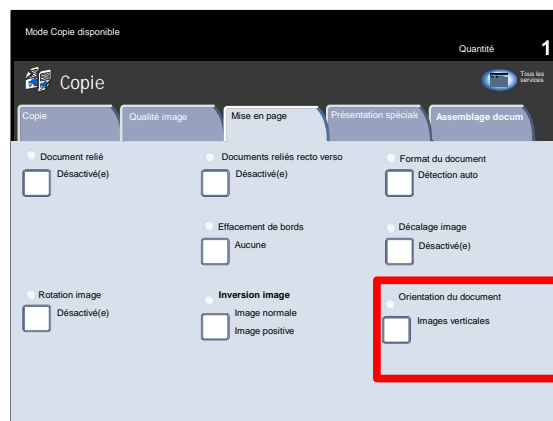 Mode Copie disponible
Quantité 1
Copie
Tous les
services
Copie
Qualité image
Mise en page
Présentation spéciale
Assemblage docum
Document relié
Désactivé(e)
Documents reliés recto verso
Désactivé(e)
Format du document
Détection auto
Effacement de bords
Aucune
Décalage image
Désactivé(e)
Rotation image
Désactivé(e)
Inversion image
Image normale
Image positive
Orientation du document
Images verticales